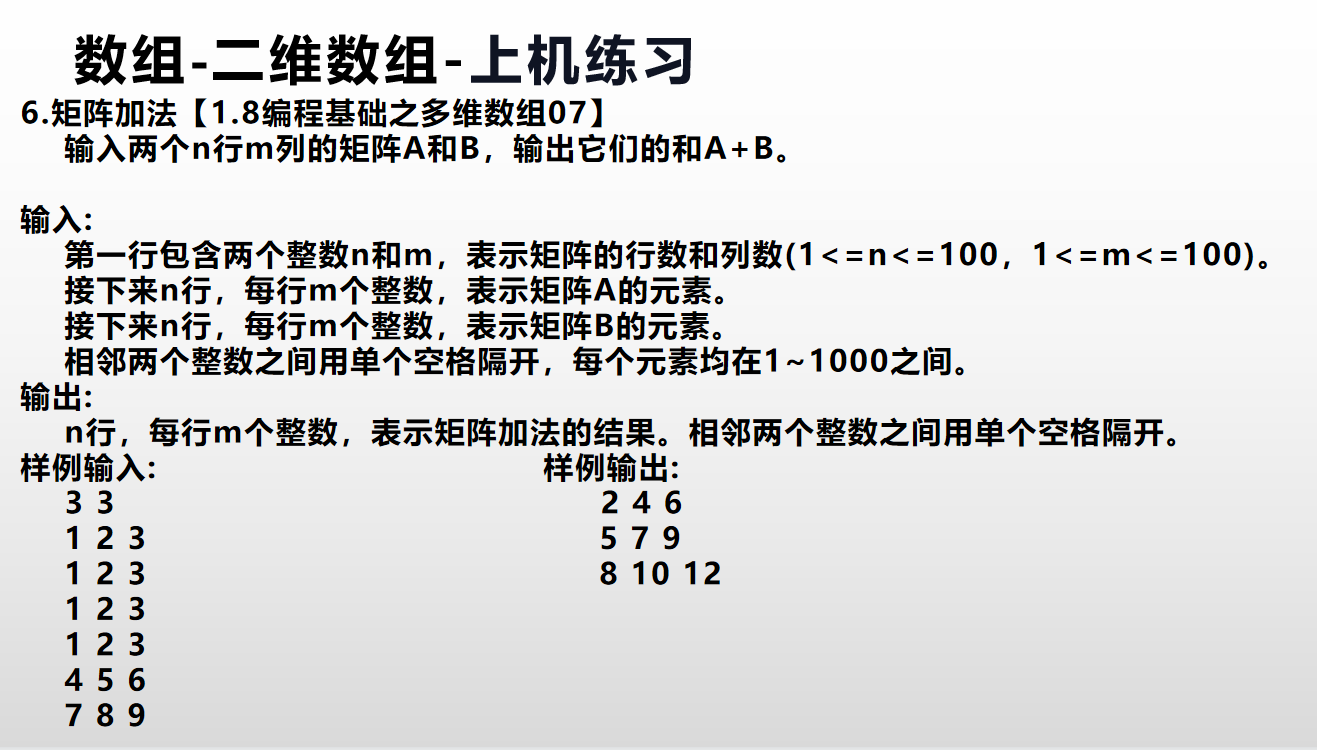 数组-二维数组-上机练习
6.矩阵加法【1.8编程基础之多维数组07】
输入两个n行m列的矩阵A和B，输出它们的和A+B。
输入:
第一行包含两个整数n和m，表示矩阵的行数和列数(1<=n<=100，1<=m<=100)。
接下来n行，每行m个整数，表示矩阵A的元素。
接下来n行，每行m个整数，表示矩阵B的元素。
相邻两个整数之间用单个空格隔开，每个元素均在1~1000之间。
输出:
n行，每行m个整数，表示矩阵加法的结果。相邻两个整数之间用单个空格隔开。
样例输入:
3 3
1 2 3
1 2 3
1 2 3
1 2 3
4 5 6
7 8 9
样例输出:
2 4 6
5 7 9
8 10 12